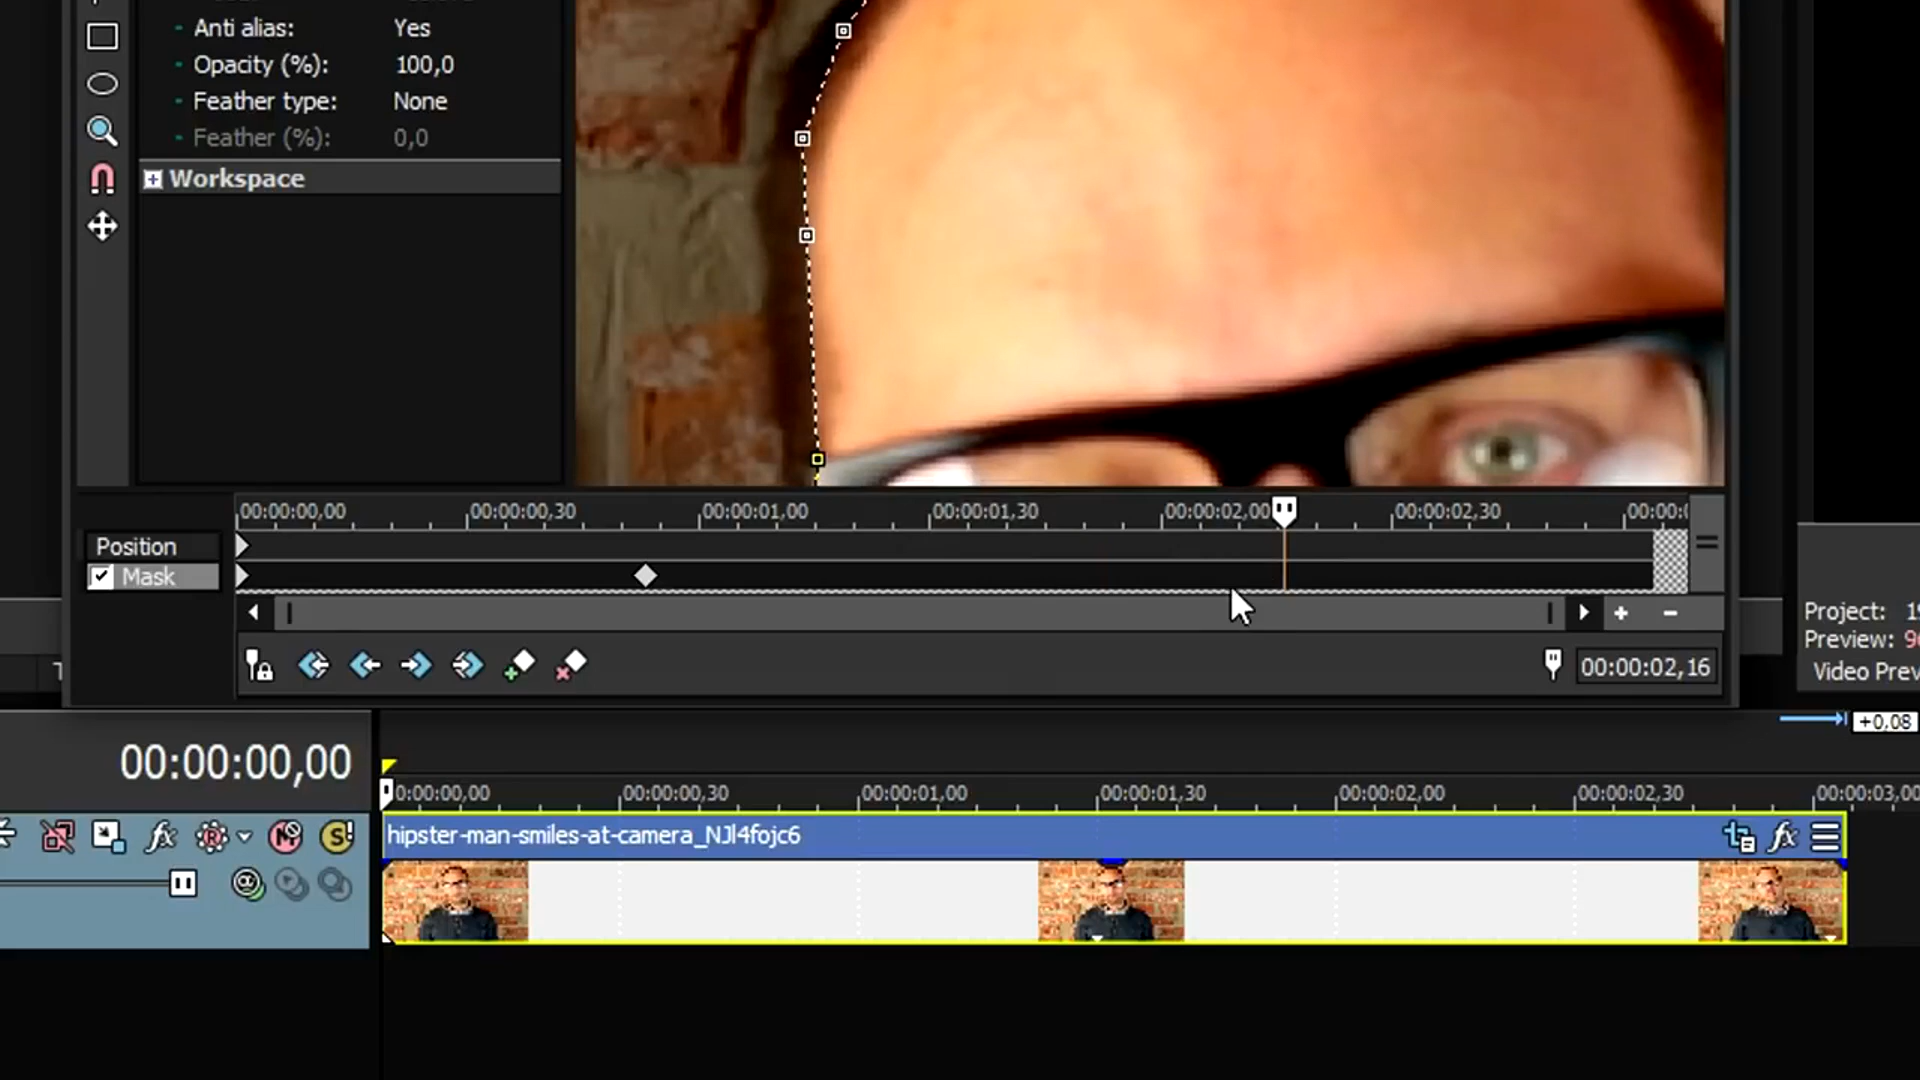 Anti alias: Yes
Opacity (%): 100,0
Feather type: None
Feather (%): 0,0
Workspace
00:00:00,00 00:00:00,30 00:00:01,00 00:00:01,30 00:00:02,00 00:00:02,30 00:00:
Position
Mask
00:00:02,16
Project: 19
Preview: 9
Video Prev
+0,08
00:00:00,00
0:00:00,00 00:00:00,30 00:00:01,00 00:00:01,30 00:00:02,00 00:00:02,30 00:00:03,00
hipster-man-smiles-at-camera_NJl4fojc6